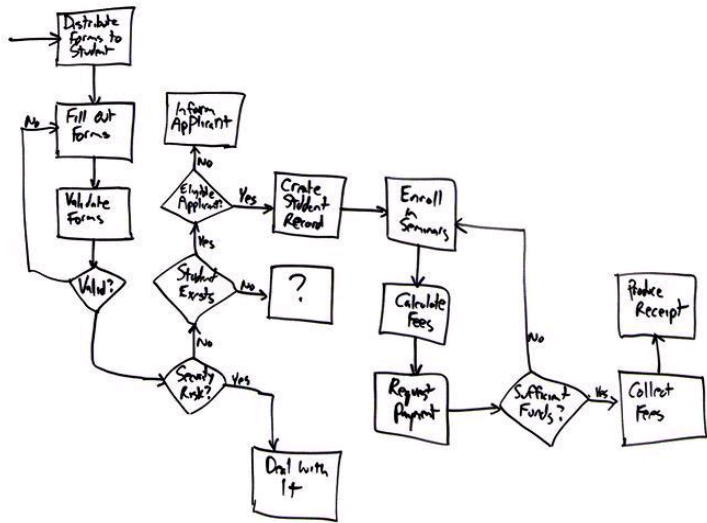 Distribute
Forms to
Student
Fill Out
Forms
No
Validate
Forms
Valid?
Inform
Applicant
No
Eligible
Applicant?
Yes
Create
Student
Record
Yes
Student
Exists
No
?
No
Security
Risk?
Yes
Deal with
It
Enroll
in
Seminars
Calculate
Fees
Request
Payment
No
Sufficient
Funds?
Yes
Collect
Fees
Produce
Receipt